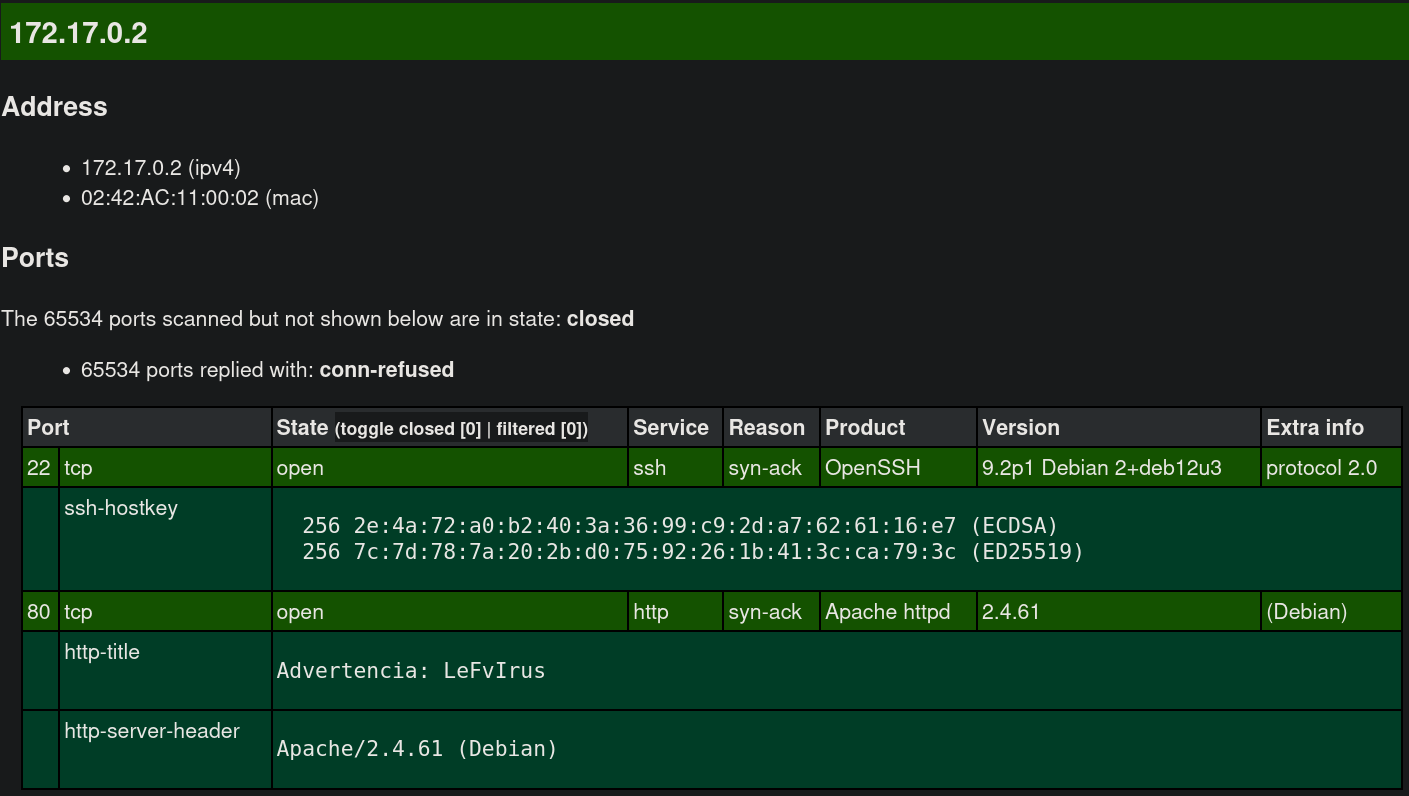 172.17.0.2
Address
• 172.17.0.2 (ipv4)
• 02:42:AC:11:00:02 (mac)
Ports
The 65534 ports scanned but not shown below are in state: closed
• 65534 ports replied with: conn-refused
Port State (toggle closed [0] | filtered [0]) Service Reason Product Version Extra info
22 tcp open ssh syn-ack OpenSSH 9.2p1 Debian 2+deb12u3 protocol 2.0
ssh-hostkey
256 2e:4a:72:a0:b2:40:3a:36:99:c9:2d:a7:62:61:16:e7 (ECDSA)
256 7c:7d:78:7a:20:2b:d0:75:92:26:1b:41:3c:ca:79:3c (ED25519)
80 tcp open http syn-ack Apache httpd 2.4.61 (Debian)
http-title
Advertencia: LeFvIrus
http-server-header
Apache/2.4.61 (Debian)